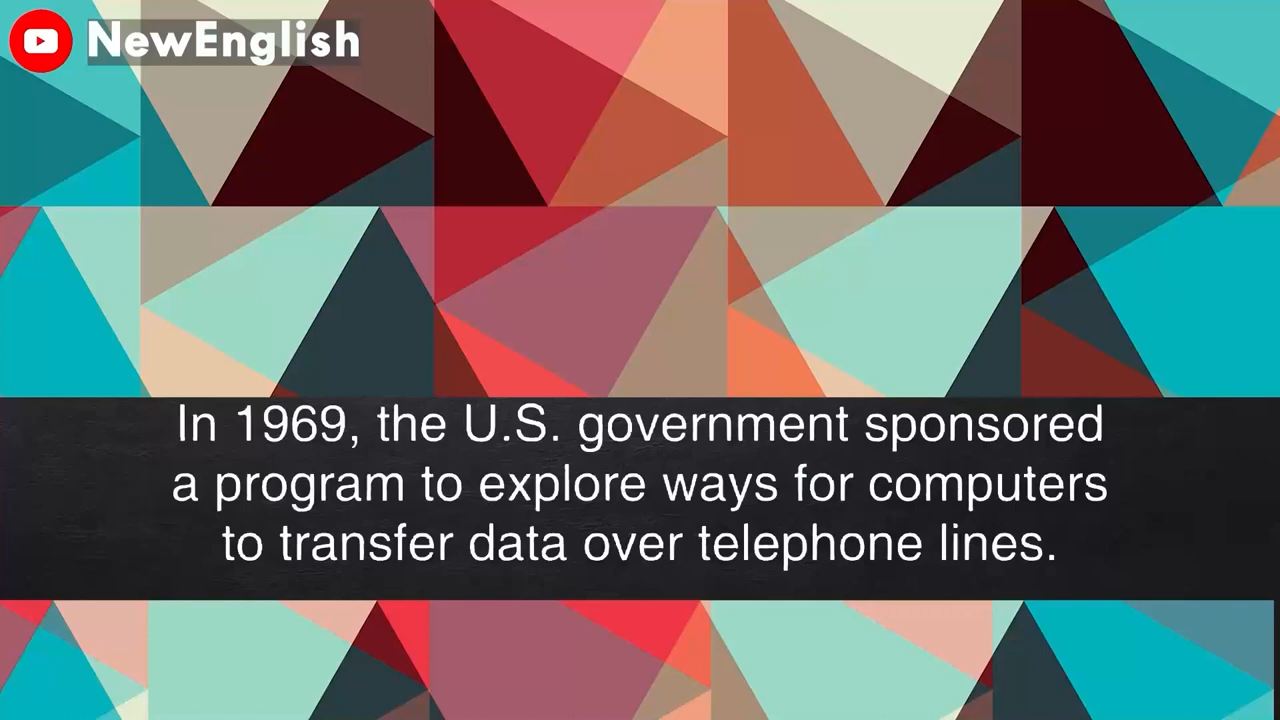 NewEnglish
In 1969, the U.S. government sponsored
a program to explore ways for computers
to transfer data over telephone lines.